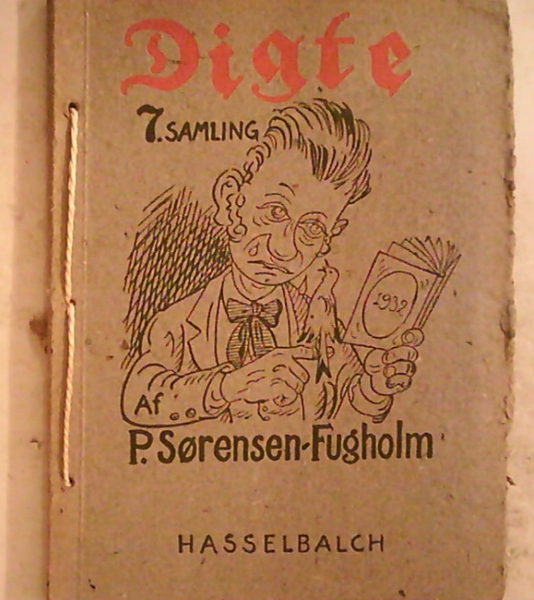 Digte
7. SAMLING
1932
Af
P. Sørensen-Fugholm
HASSELBALCH